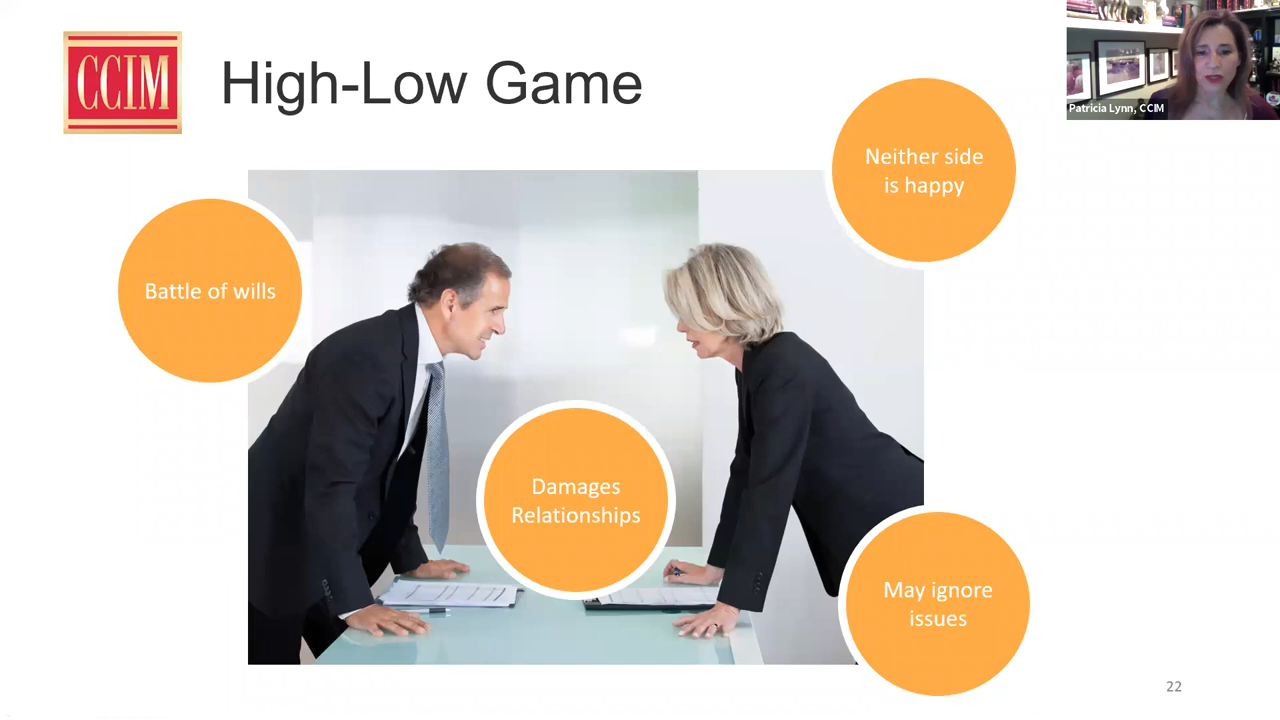 CCIM
High-Low Game
Patricia Lynn, CCIM
Neither side
is happy
Battle of wills
Damages
Relationships
May ignore
issues
22